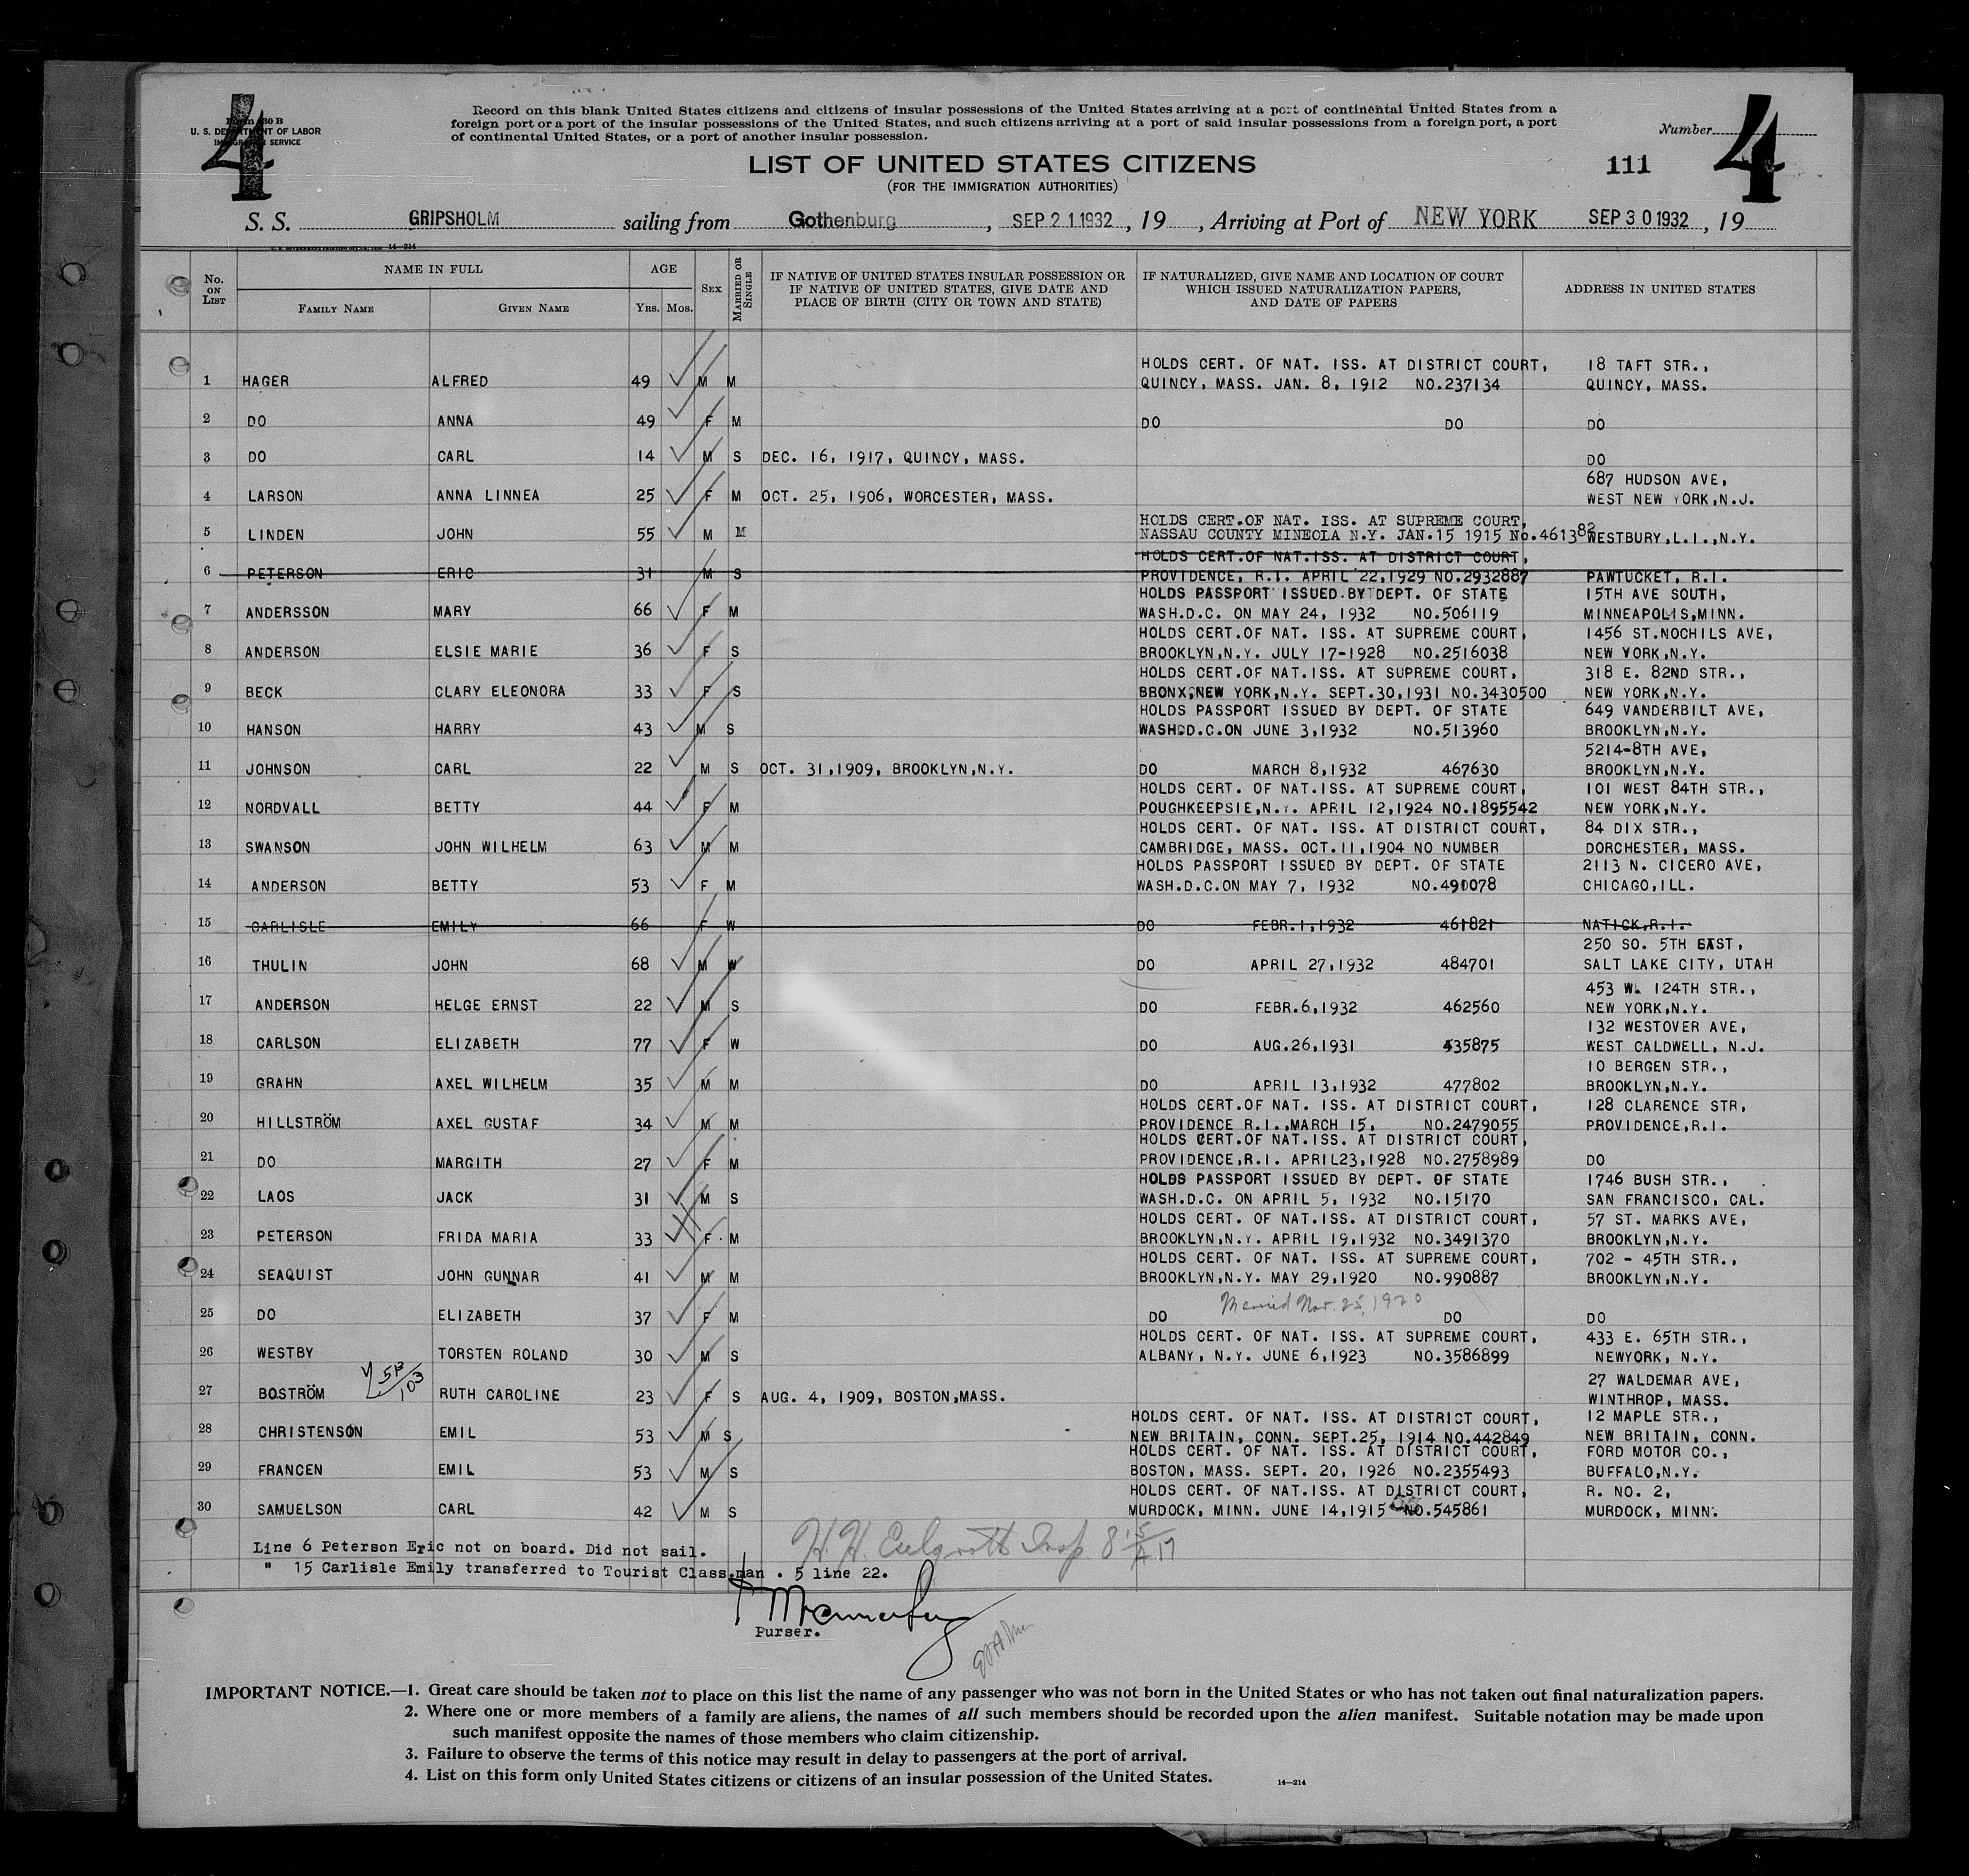 4
Form 430 B
U. S. DEPARTMENT OF LABOR
IMMIGRATION SERVICE
Record on this blank United States citizens and citizens of insular possessions of the United States arriving at a port of continental United States from a
foreign port or a port of the insular possessions of the United States, and such citizens arriving at a port of said insular possessions from a foreign port, a port
of continental United States, or a port of another insular possession.
Number 4
LIST OF UNITED STATES CITIZENS
111
(FOR THE IMMIGRATION AUTHORITIES)
S. S. GRIPSHOLM sailing from Gothenburg, SEP 21 1932, 19 , Arriving at Port of NEW YORK SEP 30 1932, 19
14—214
No. ON LIST
NAME IN FULL
FAMILY NAME GIVEN NAME
AGE
YRS. MOS.
SEX
MARRIED OR SINGLE
IF NATIVE OF UNITED STATES INSULAR POSSESSION OR
IF NATIVE OF UNITED STATES, GIVE DATE AND
PLACE OF BIRTH (CITY OR TOWN AND STATE)
IF NATURALIZED, GIVE NAME AND LOCATION OF COURT
WHICH ISSUED NATURALIZATION PAPERS,
AND DATE OF PAPERS
ADDRESS IN UNITED STATES
HOLDS CERT. OF NAT. ISS. AT DISTRICT COURT, 18 TAFT STR.,
1 HAGER ALFRED 49 M M QUINCY, MASS. JAN. 8, 1912 NO.237134 QUINCY, MASS.
2 DO ANNA 49 F M DO DO DO
3 DO CARL 14 M S DEC. 16, 1917, QUINCY, MASS. DO
687 HUDSON AVE,
4 LARSON ANNA LINNEA 25 F M OCT. 25, 1906, WORCESTER, MASS. WEST NEW YORK,N.J.
HOLDS CERT.OF NAT. ISS. AT SUPREME COURT,
5 LINDEN JOHN 55 M M NASSAU COUNTY MINEOLA N.Y. JAN.15 1915 No.461382 WESTBURY,L.I.,N.Y.
HOLDS CERT.OF NAT.ISS. AT DISTRICT COURT,
6 PETERSON ERIC 31 M S PROVIDENCE, R.I. APRIL 22,1929 NO.2932887 PAWTUCKET, R.I.
HOLDS PASSPORT ISSUED BY DEPT. OF STATE 15TH AVE SOUTH,
7 ANDERSSON MARY 66 F M WASH.D.C. ON MAY 24, 1932 NO.506119 MINNEAPOLIS,MINN.
HOLDS CERT.OF NAT. ISS. AT SUPREME COURT, 1456 ST.NOCHILS AVE,
8 ANDERSON ELSIE MARIE 36 F S BROOKLYN,N.Y. JULY 17-1928 NO.2516038 NEW YORK,N.Y.
HOLDS CERT.OF NAT.ISS. AT SUPREME COURT, 318 E. 82ND STR.,
9 BECK CLARY ELEONORA 33 F S BRONX,NEW YORK,N.Y. SEPT.30,1931 NO.3430500 NEW YORK,N.Y.
HOLDS PASSPORT ISSUED BY DEPT. OF STATE 649 VANDERBILT AVE,
10 HANSON HARRY 43 M S WASH.D.C.ON JUNE 3,1932 NO.513960 BROOKLYN,N.Y.
5214-8TH AVE,
11 JOHNSON CARL 22 M S OCT. 31,1909, BROOKLYN,N.Y. DO MARCH 8,1932 467630 BROOKLYN,N.Y.
HOLDS CERT. OF NAT.ISS. AT SUPREME COURT, 101 WEST 84TH STR.,
12 NORDVALL BETTY 44 F M POUGHKEEPSIE,N.Y. APRIL 12,1924 NO.1895542 NEW YORK,N.Y.
HOLDS CERT. OF NAT. ISS. AT DISTRICT COURT, 84 DIX STR.,
13 SWANSON JOHN WILHELM 63 M M CAMBRIDGE, MASS. OCT.11,1904 NO NUMBER DORCHESTER, MASS.
HOLDS PASSPORT ISSUED BY DEPT. OF STATE 2113 N. CICERO AVE,
14 ANDERSON BETTY 53 F M WASH.D.C.ON MAY 7, 1932 NO.490078 CHICAGO,ILL.
15 CARLISLE EMILY 66 F W DO FEBR.1,1932 461821 NATICK,R.I.
250 SO. 5TH EAST,
16 THULIN JOHN 68 M W DO APRIL 27,1932 484701 SALT LAKE CITY, UTAH
453 W. 124TH STR.,
17 ANDERSON HELGE ERNST 22 M S DO FEBR.6,1932 462560 NEW YORK,N.Y.
132 WESTOVER AVE,
18 CARLSON ELIZABETH 77 F W DO AUG.26,1931 435875 WEST CALDWELL, N.J.
10 BERGEN STR.,
19 GRAHN AXEL WILHELM 35 M M DO APRIL 13,1932 477802 BROOKLYN,N.Y.
HOLDS CERT.OF NAT. ISS. AT DISTRICT COURT, 128 CLARENCE STR,
20 HILLSTRÖM AXEL GUSTAF 34 M M PROVIDENCE R.I.,MARCH 15, NO.2479055 PROVIDENCE,R.I.
HOLDS CERT.OF NAT.ISS. AT DISTRICT COURT,
21 DO MARGITH 27 F M PROVIDENCE,R.I. APRIL23,1928 NO.2758989 DO
HOLDS PASSPORT ISSUED BY DEPT. OF STATE 1746 BUSH STR.,
22 LAOS JACK 31 M S WASH.D.C. ON APRIL 5, 1932 NO.15170 SAN FRANCISCO, CAL.
HOLDS CERT. OF NAT.ISS. AT DISTRICT COURT, 57 ST. MARKS AVE,
23 PETERSON FRIDA MARIA 33 F M BROOKLYN,N.Y. APRIL 19,1932 NO.3491370 BROOKLYN,N.Y.
HOLDS CERT. OF NAT. ISS. AT SUPREME COURT, 702 - 45TH STR.,
24 SEAQUIST JOHN GUNNAR 41 M M BROOKLYN,N.Y. MAY 29,1920 NO.990887 BROOKLYN,N.Y.
Married Nov. 25, 1920
25 DO ELIZABETH 37 F M DO DO DO
HOLDS CERT. OF NAT. ISS. AT SUPREME COURT, 433 E. 65TH STR.,
26 WESTBY TORSTEN ROLAND 30 M S ALBANY, N.Y. JUNE 6,1923 NO.3586899 NEWYORK, N.Y.
27 WALDEMAR AVE,
27 BOSTRÖM RUTH CAROLINE 23 F S AUG. 4, 1909, BOSTON,MASS. WINTHROP, MASS.
HOLDS CERT. OF NAT. ISS. AT DISTRICT COURT, 12 MAPLE STR.,
28 CHRISTENSON EMIL 53 M S NEW BRITAIN, CONN. SEPT.25, 1914 NO.442849 NEW BRITAIN, CONN.
HOLDS CERT. OF NAT. ISS. AT DISTRICT COURT, FORD MOTOR CO.,
29 FRANCEN EMIL 53 M S BOSTON, MASS. SEPT. 20, 1926 NO.2355493 BUFFALO,N.Y.
HOLDS CERT. OF NAT.ISS. AT DISTRICT COURT, R. NO. 2,
30 SAMUELSON CARL 42 M S MURDOCK, MINN. JUNE 14,1915 NO.545861 MURDOCK, MINN.
Line 6 Peterson Eric not on board. Did not sail.
" 15 Carlisle Emily transferred to Tourist Class.man . 5 line 22.
Purser.
IMPORTANT NOTICE.—1. Great care should be taken not to place on this list the name of any passenger who was not born in the United States or who has not taken out final naturalization papers.
2. Where one or more members of a family are aliens, the names of all such members should be recorded upon the alien manifest. Suitable notation may be made upon
such manifest opposite the names of those members who claim citizenship.
3. Failure to observe the terms of this notice may result in delay to passengers at the port of arrival.
4. List on this form only United States citizens or citizens of an insular possession of the United States.
14—214